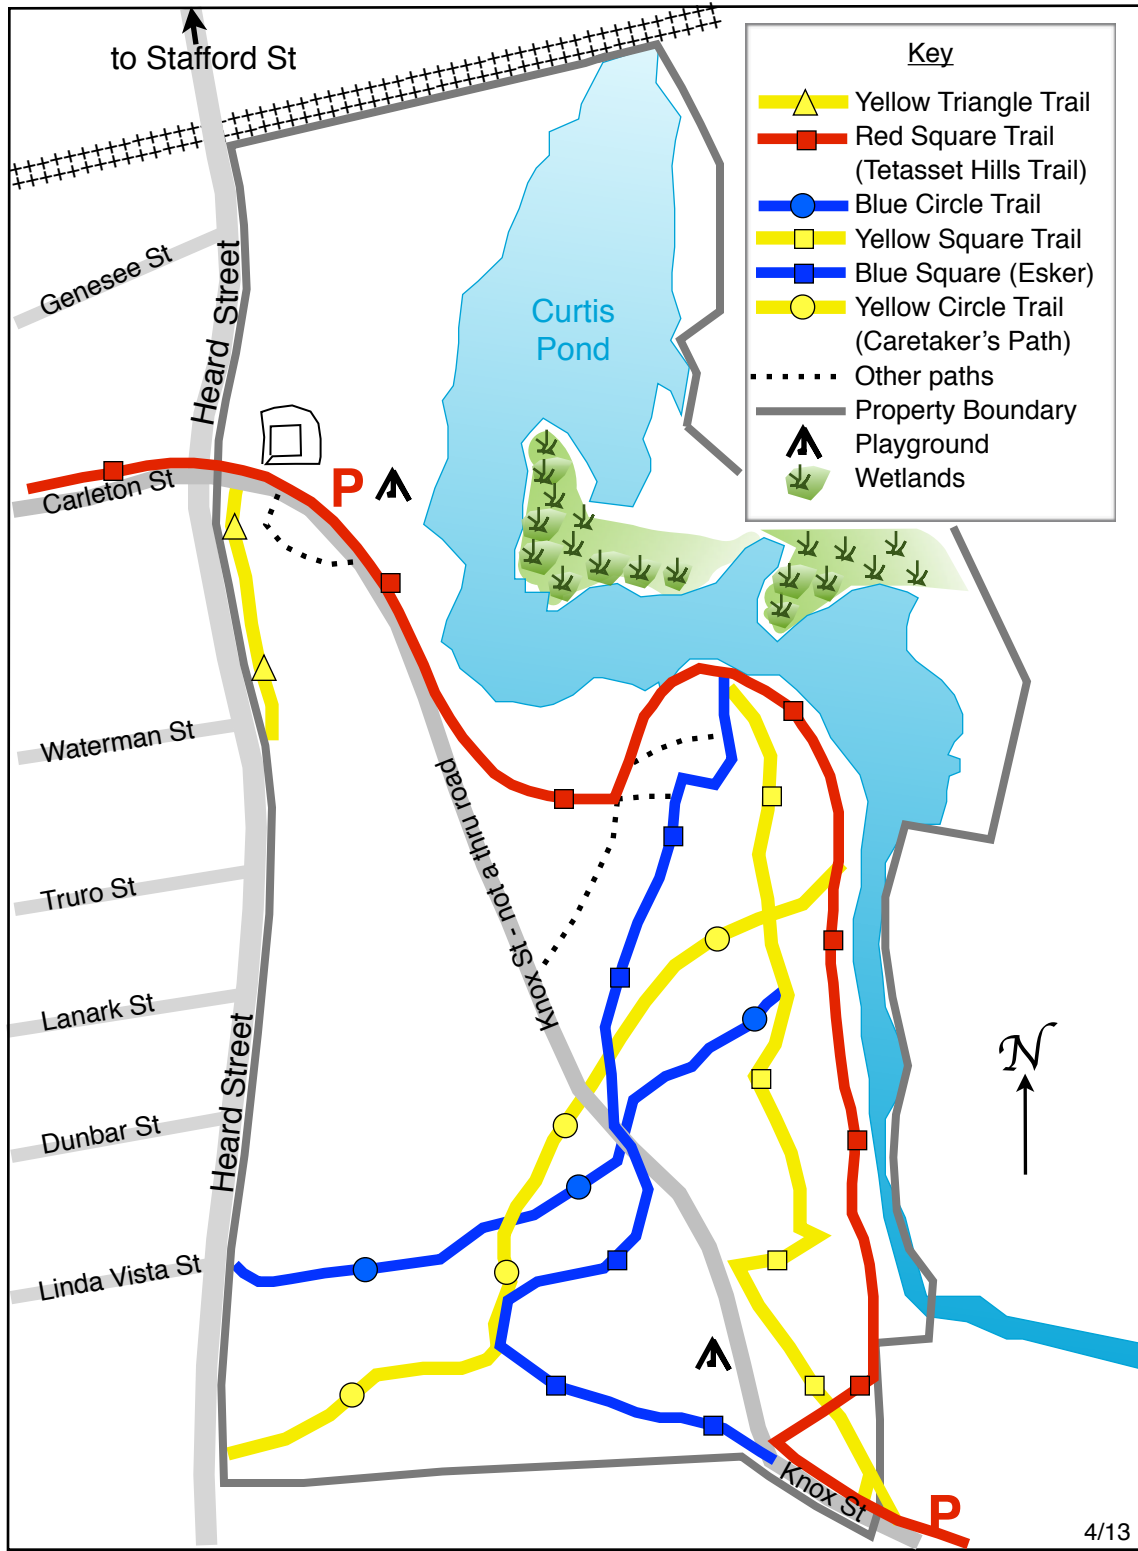 to Stafford St
Key
Yellow Triangle Trail
Red Square Trail
(Tetasset Hills Trail)
Blue Circle Trail
Yellow Square Trail
Blue Square (Esker)
Yellow Circle Trail
(Caretaker's Path)
Other paths
Property Boundary
Playground
Wetlands
Genesee St
Heard Street
Curtis
Pond
Carleton St
P
Waterman St
Knox St - not a thru road
Truro St
Lanark St
Heard Street
N
Dunbar St
Linda Vista St
Knox St
P
4/13